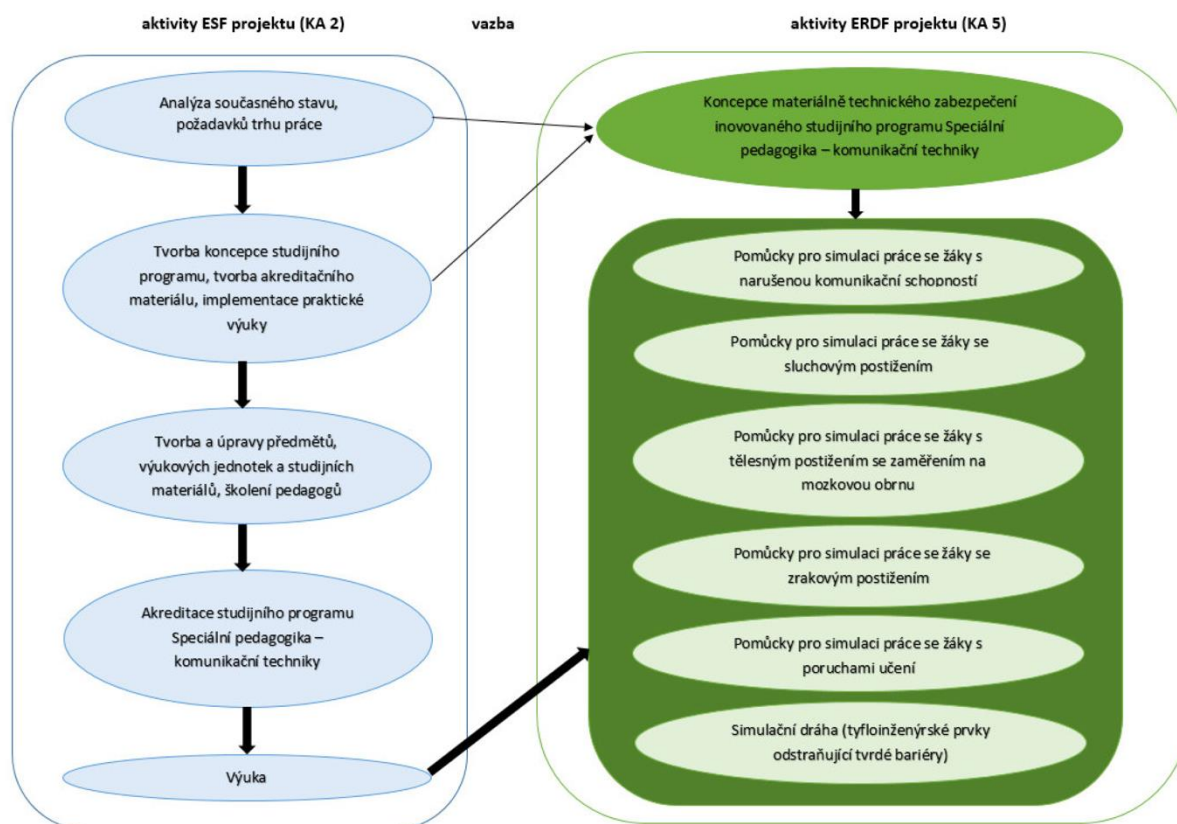 aktivity ESF projektu (KA 2)
vazba
aktivity ERDF projektu (KA 5)
Analýza současného stavu,
požadavků trhu práce
Tvorba koncepce studijního
programu, tvorba akreditačního
materiálu, implementace praktické
výuky
Tvorba a úpravy předmětů,
výukových jednotek a studijních
materiálů, školení pedagogů
Akreditace studijního programu
Speciální pedagogika –
komunikační techniky
Výuka
Koncepce materiálně technického zabezpečení
inovovaného studijního programu Speciální
pedagogika – komunikační techniky
Pomůcky pro simulaci práce se žáky s
narušenou komunikační schopností
Pomůcky pro simulaci práce se žáky se
sluchovým postižením
Pomůcky pro simulaci práce se žáky s
tělesným postižením se zaměřením na
mozkovou obrnu
Pomůcky pro simulaci práce se žáky se
zrakovým postižením
Pomůcky pro simulaci práce se žáky s
poruchami učení
Simulační dráha (tyfloinženýrské prvky
odstraňující tvrdé bariéry)